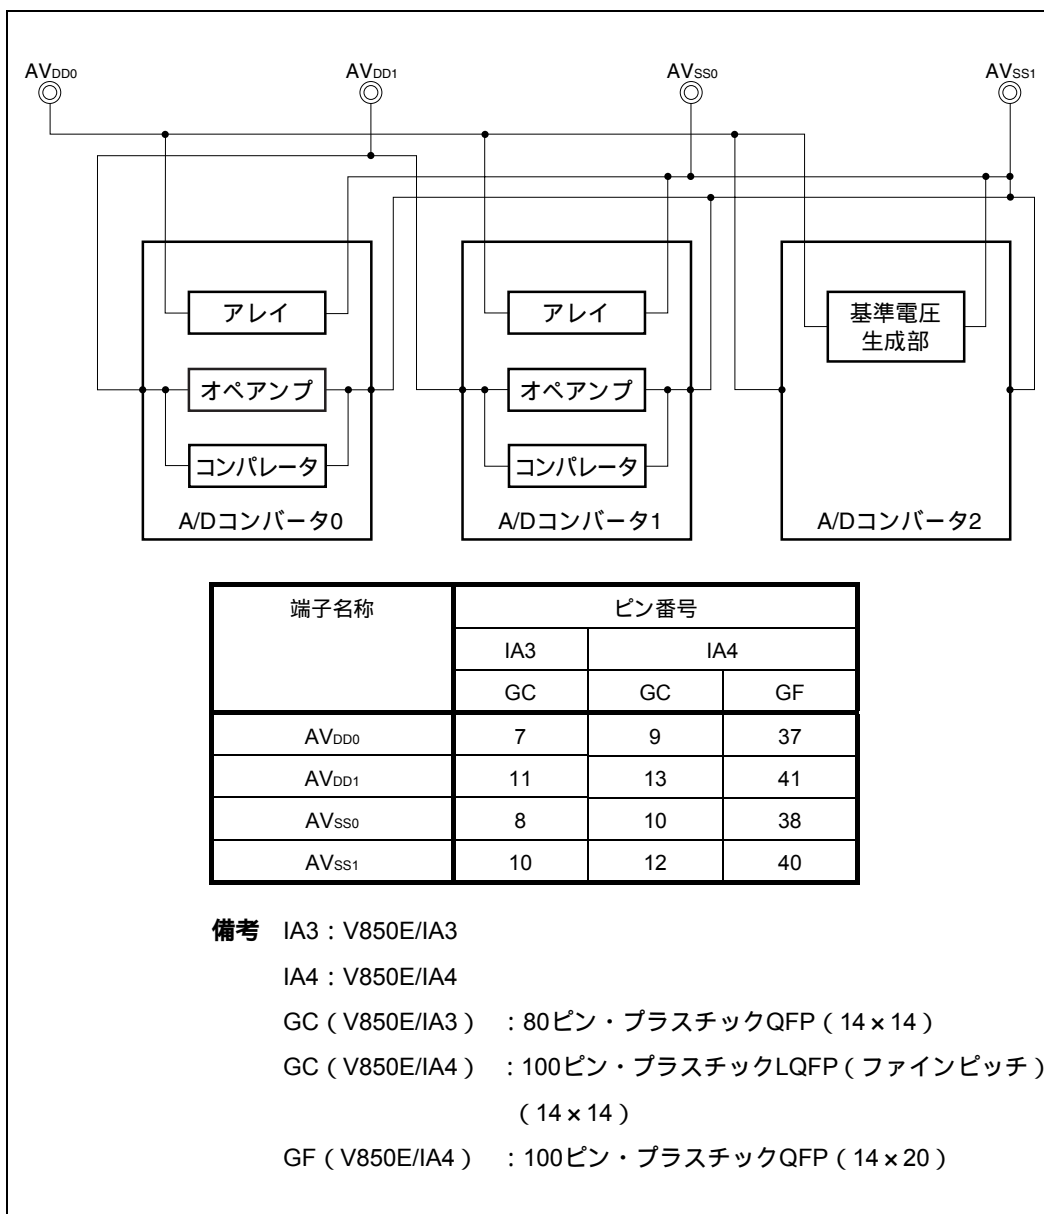 AVDD0 AVDD1 AVSS0 AVSS1
アレイ アレイ 基準電圧
生成部
オペアンプ オペアンプ
コンパレータ コンパレータ
A/Dコンバータ0 A/Dコンバータ1 A/Dコンバータ2
端子名称 ピン番号
IA3 IA4
GC GC GF
AVDD0 7 9 37
AVDD1 11 13 41
AVSS0 8 10 38
AVSS1 10 12 40
備考 IA3：V850E/IA3
IA4：V850E/IA4
GC（V850E/IA3）：80ピン・プラスチックQFP（14×14）
GC（V850E/IA4）：100ピン・プラスチックLQFP（ファインピッチ）
（14×14）
GF（V850E/IA4）：100ピン・プラスチックQFP（14×20）